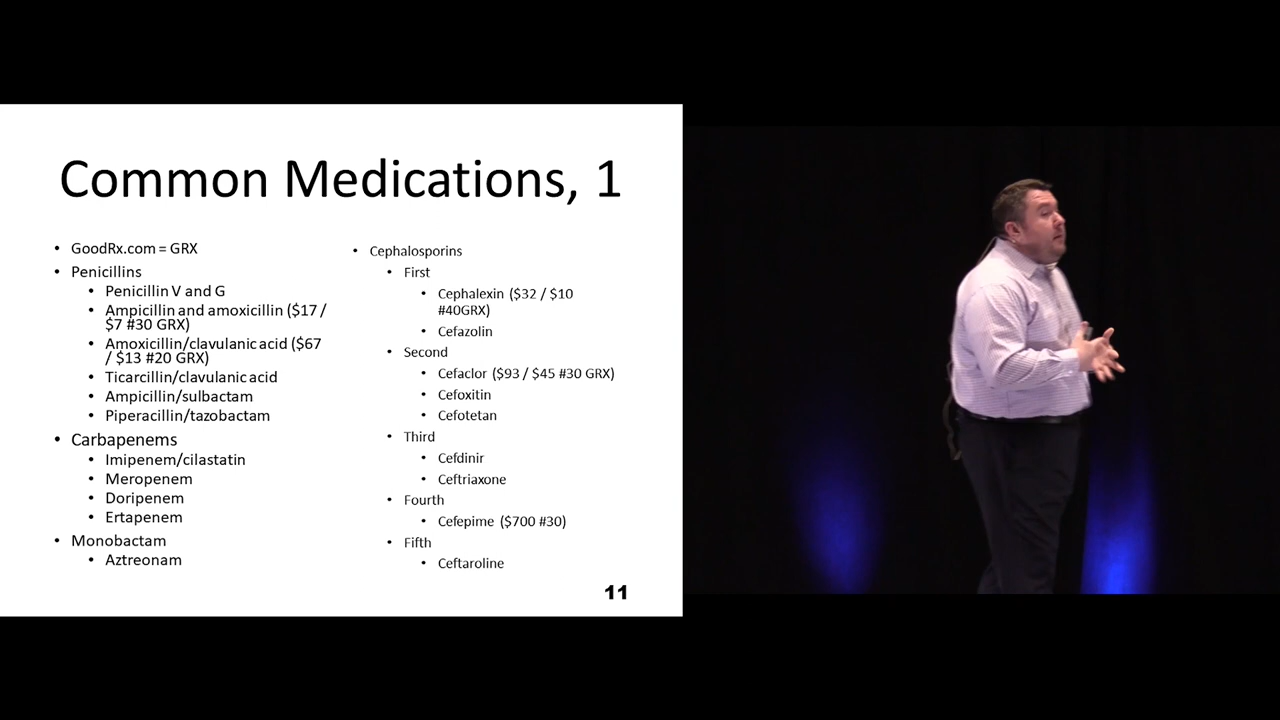 Common Medications, 1
• GoodRx.com = GRX
• Penicillins
• Penicillin V and G
• Ampicillin and amoxicillin ($17 /
$7 #30 GRX)
• Amoxicillin/clavulanic acid ($67
/ $13 #20 GRX)
• Ticarcillin/clavulanic acid
• Ampicillin/sulbactam
• Piperacillin/tazobactam
• Carbapenems
• Imipenem/cilastatin
• Meropenem
• Doripenem
• Ertapenem
• Monobactam
• Aztreonam
• Cephalosporins
• First
• Cephalexin ($32 / $10
#40GRX)
• Cefazolin
• Second
• Cefaclor ($93 / $45 #30 GRX)
• Cefoxitin
• Cefotetan
• Third
• Cefdinir
• Ceftriaxone
• Fourth
• Cefepime ($700 #30)
• Fifth
• Ceftaroline
11